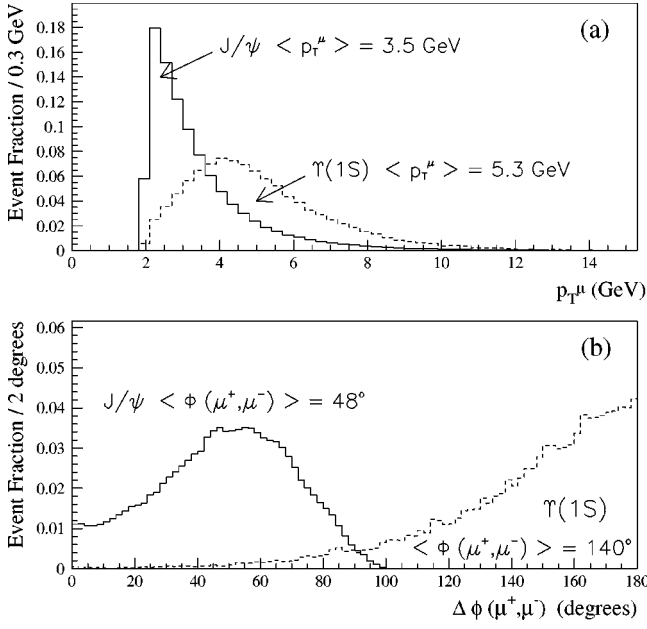 Event Fraction / 0.3 GeV
(a)
J/ψ < p_T^μ > = 3.5 GeV
ϒ(1S) < p_T^μ > = 5.3 GeV
0.18
0.16
0.14
0.12
0.10
0.08
0.06
0.04
0.02
0
0 2 4 6 8 10 12 14
p_T^μ (GeV)
Event Fraction / 2 degrees
(b)
J/ψ < Φ (μ⁺,μ⁻) > = 48°
ϒ(1S)
< Φ (μ⁺,μ⁻) > = 140°
0.06
0.05
0.04
0.03
0.02
0.01
0
0 20 40 60 80 100 120 140 160 180
Δ ϕ (μ⁺,μ⁻) (degrees)